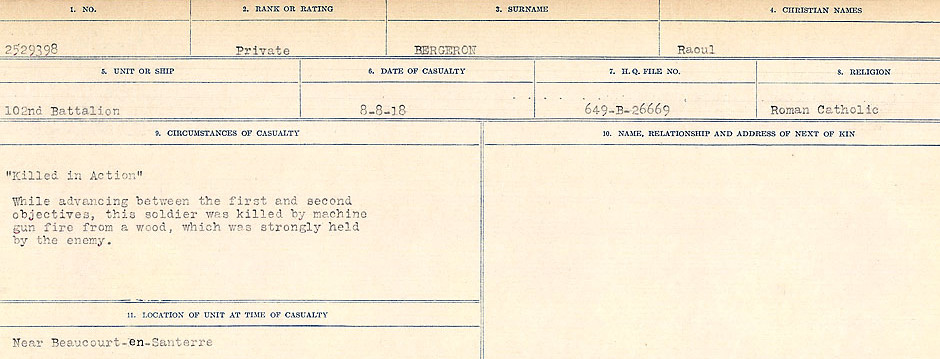 1. NO. 2. RANK OR RATING 3. SURNAME 4. CHRISTIAN NAMES
2529398 Private BERGERON Raoul
5. UNIT OR SHIP 6. DATE OF CASUALTY 7. H.Q. FILE NO. 8. RELIGION
102nd Battalion 8-8-18 649-B-26669 Roman Catholic
9. CIRCUMSTANCES OF CASUALTY 10. NAME, RELATIONSHIP AND ADDRESS OF NEXT OF KIN
"Killed in Action"
While advancing between the first and second
objectives, this soldier was killed by machine
gun fire from a wood, which was strongly held
by the enemy.
11. LOCATION OF UNIT AT TIME OF CASUALTY
Near Beaucourt-en-Santerre